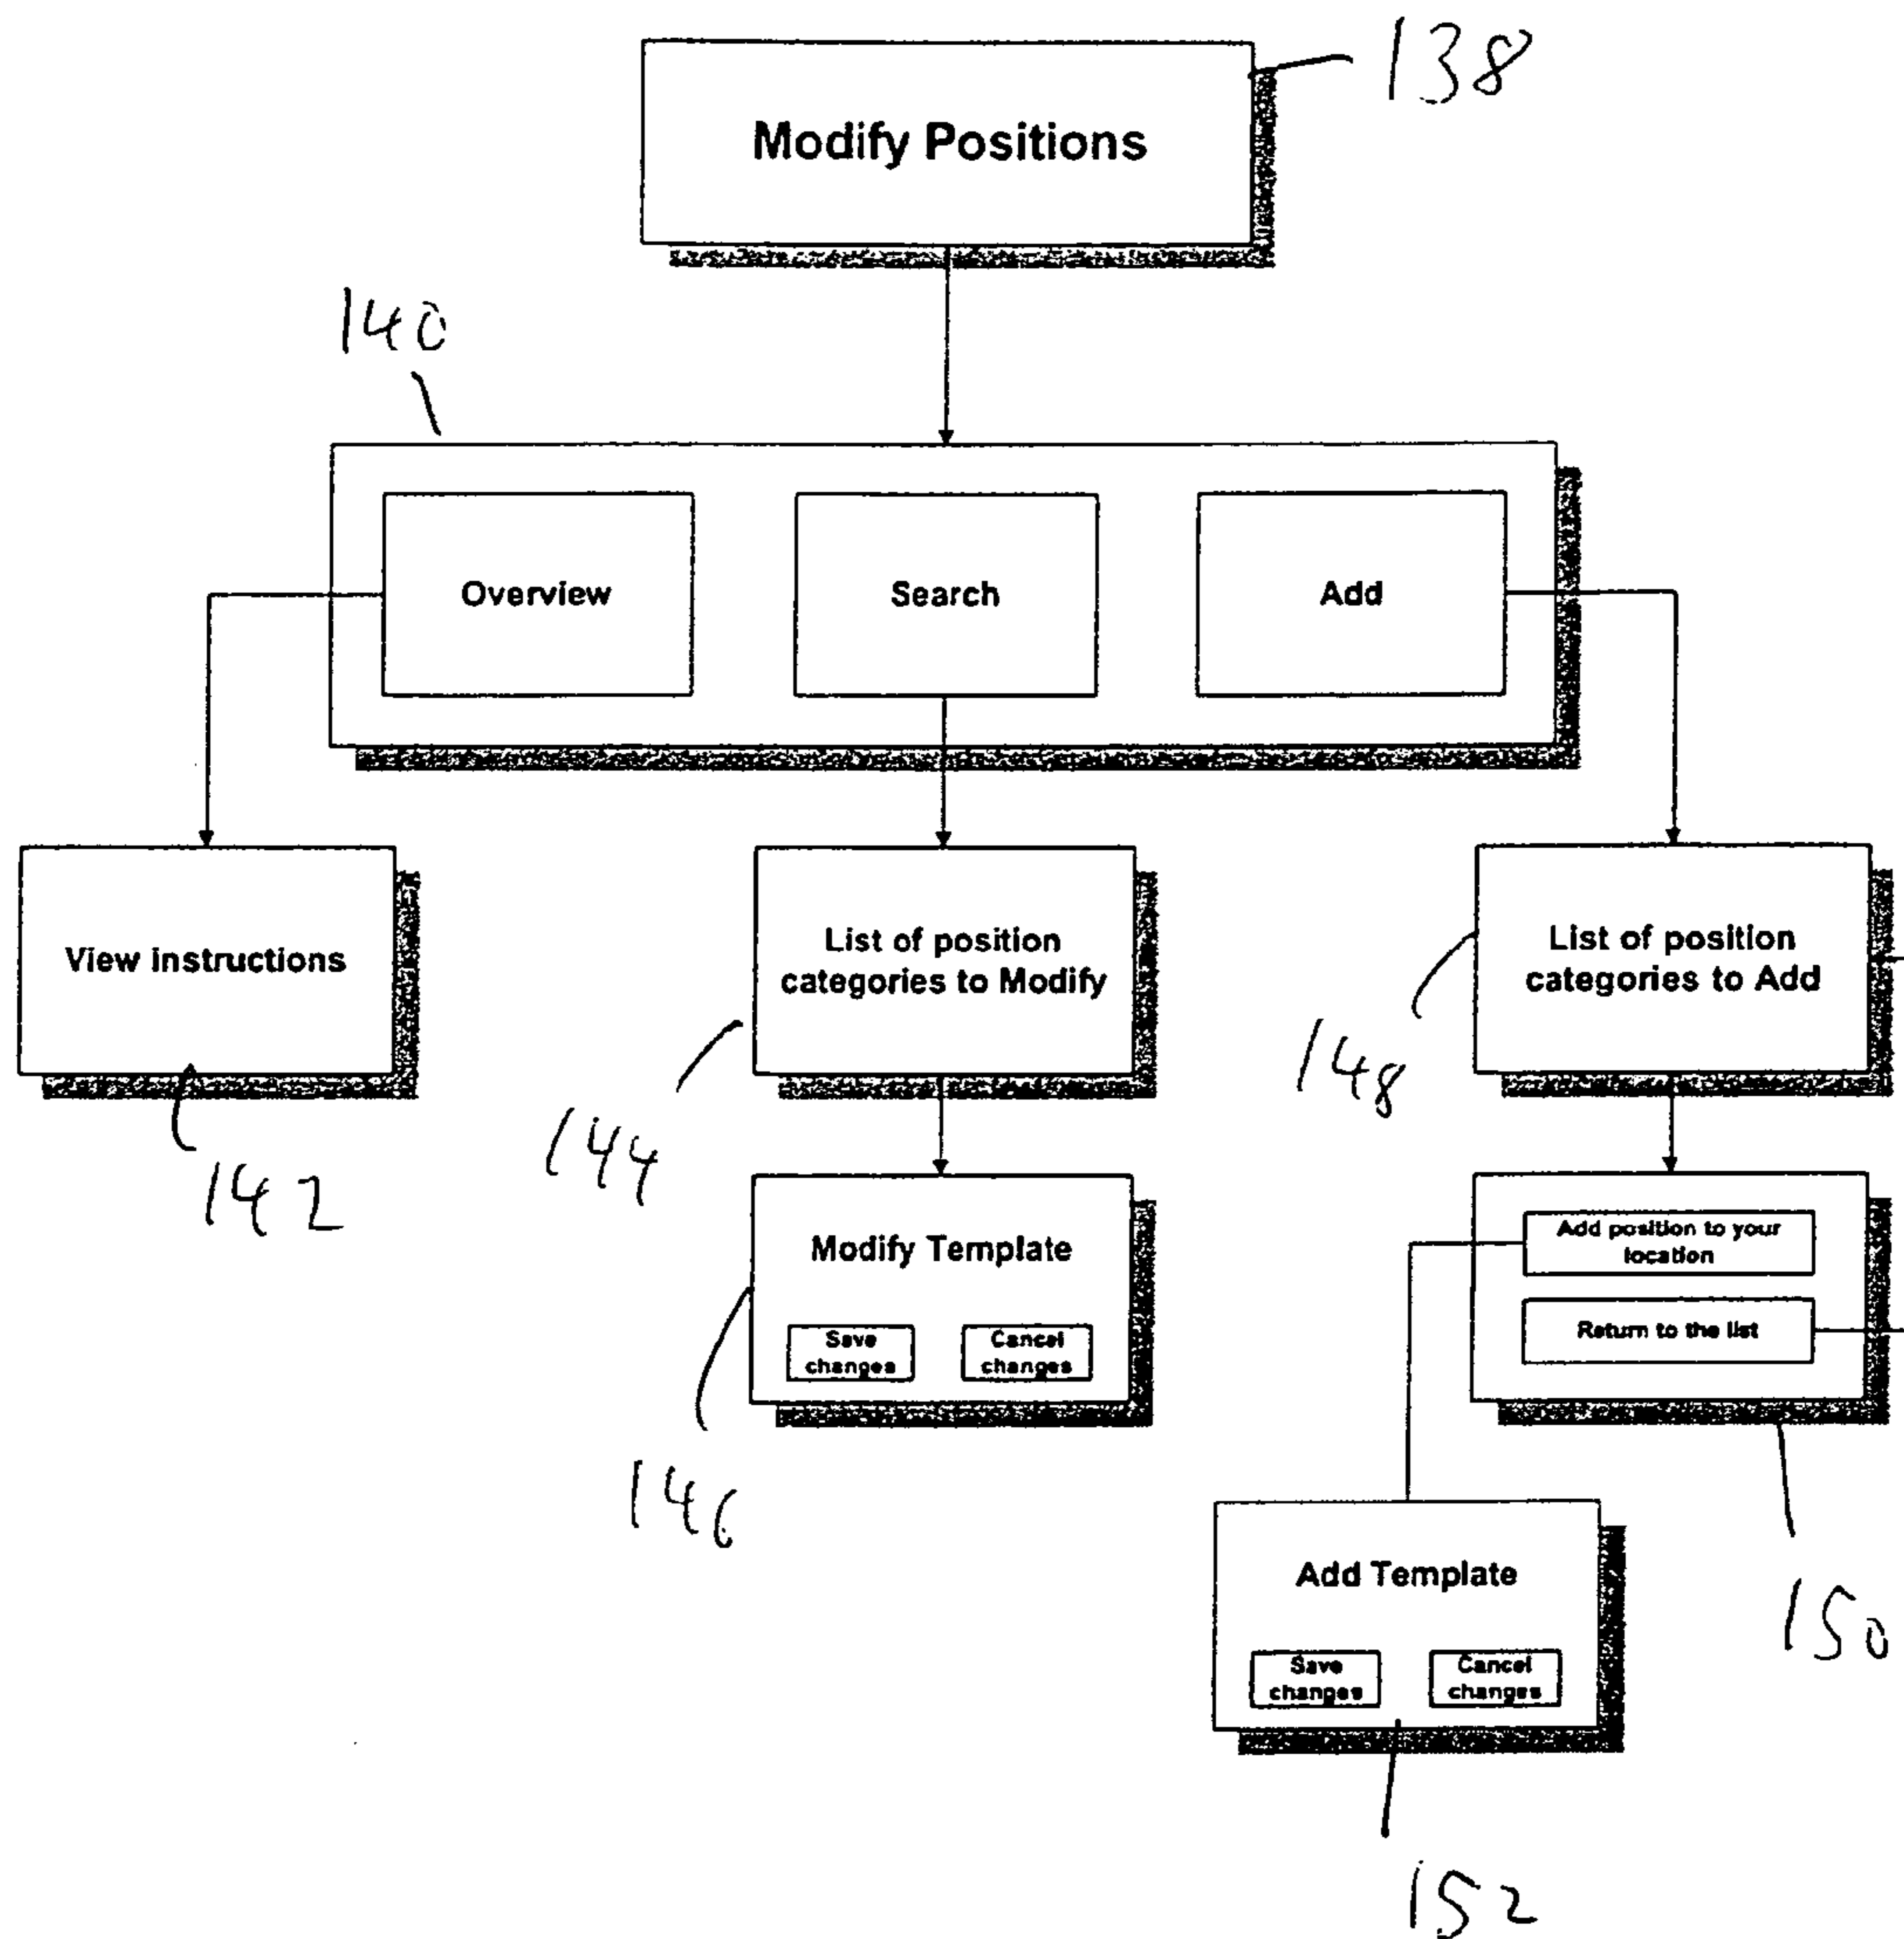 Modify Positions
138
140
Overview
Search
Add
View instructions
142
List of position
categories to Modify
144
List of position
categories to Add
148
Modify Template
Save
changes
Cancel
changes
146
Add position to your
location
Return to the list
150
Add Template
Save
changes
Cancel
changes
152